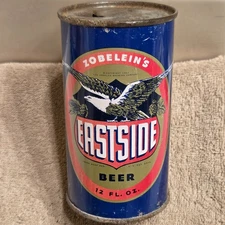 ZOBELEIN'S
EASTSIDE
BEER
12 FL. OZ.